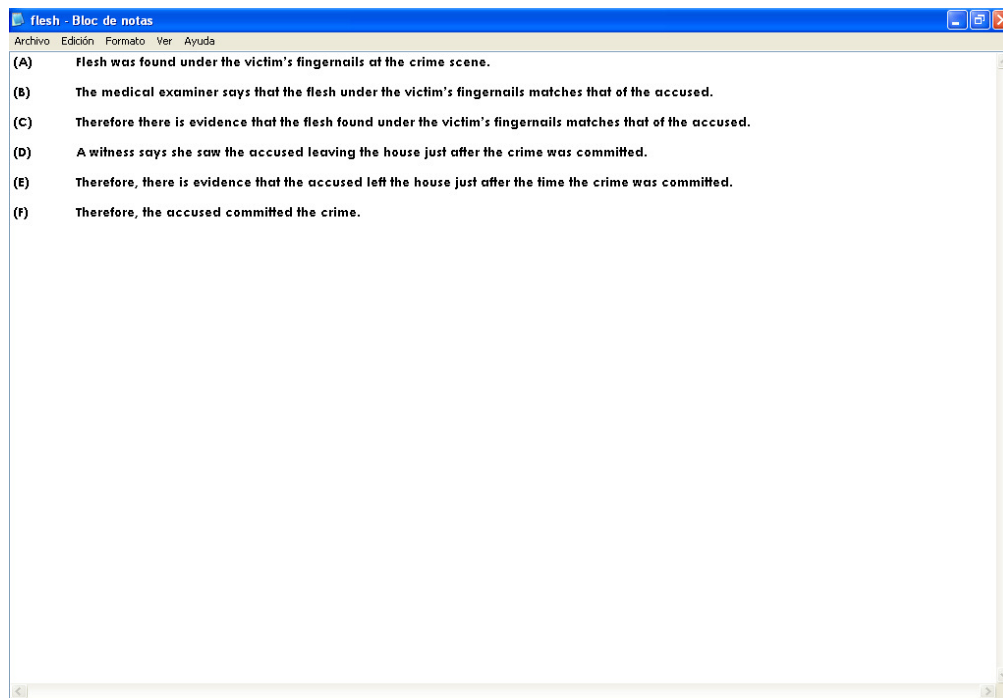 flesh - Bloc de notas
Archivo Edición Formato Ver Ayuda
(A) Flesh was found under the victim's fingernails at the crime scene.
(B) The medical examiner says that the flesh under the victim's fingernails matches that of the accused.
(C) Therefore there is evidence that the flesh found under the victim's fingernails matches that of the accused.
(D) A witness says she saw the accused leaving the house just after the crime was committed.
(E) Therefore, there is evidence that the accused left the house just after the time the crime was committed.
(F) Therefore, the accused committed the crime.